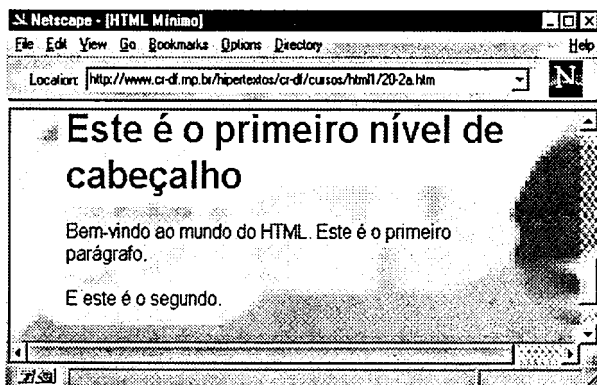 Netscape - [HTML Mínimo]
File Edit View Go Bookmarks Options Directory Help
Location: http://www.cr-df.rnp.br/hipertextos/cr-df/cursos/html1/20-2a.htm
N
Este é o primeiro nível de
cabeçalho
Bem-vindo ao mundo do HTML. Este é o primeiro
parágrafo.
E este é o segundo.